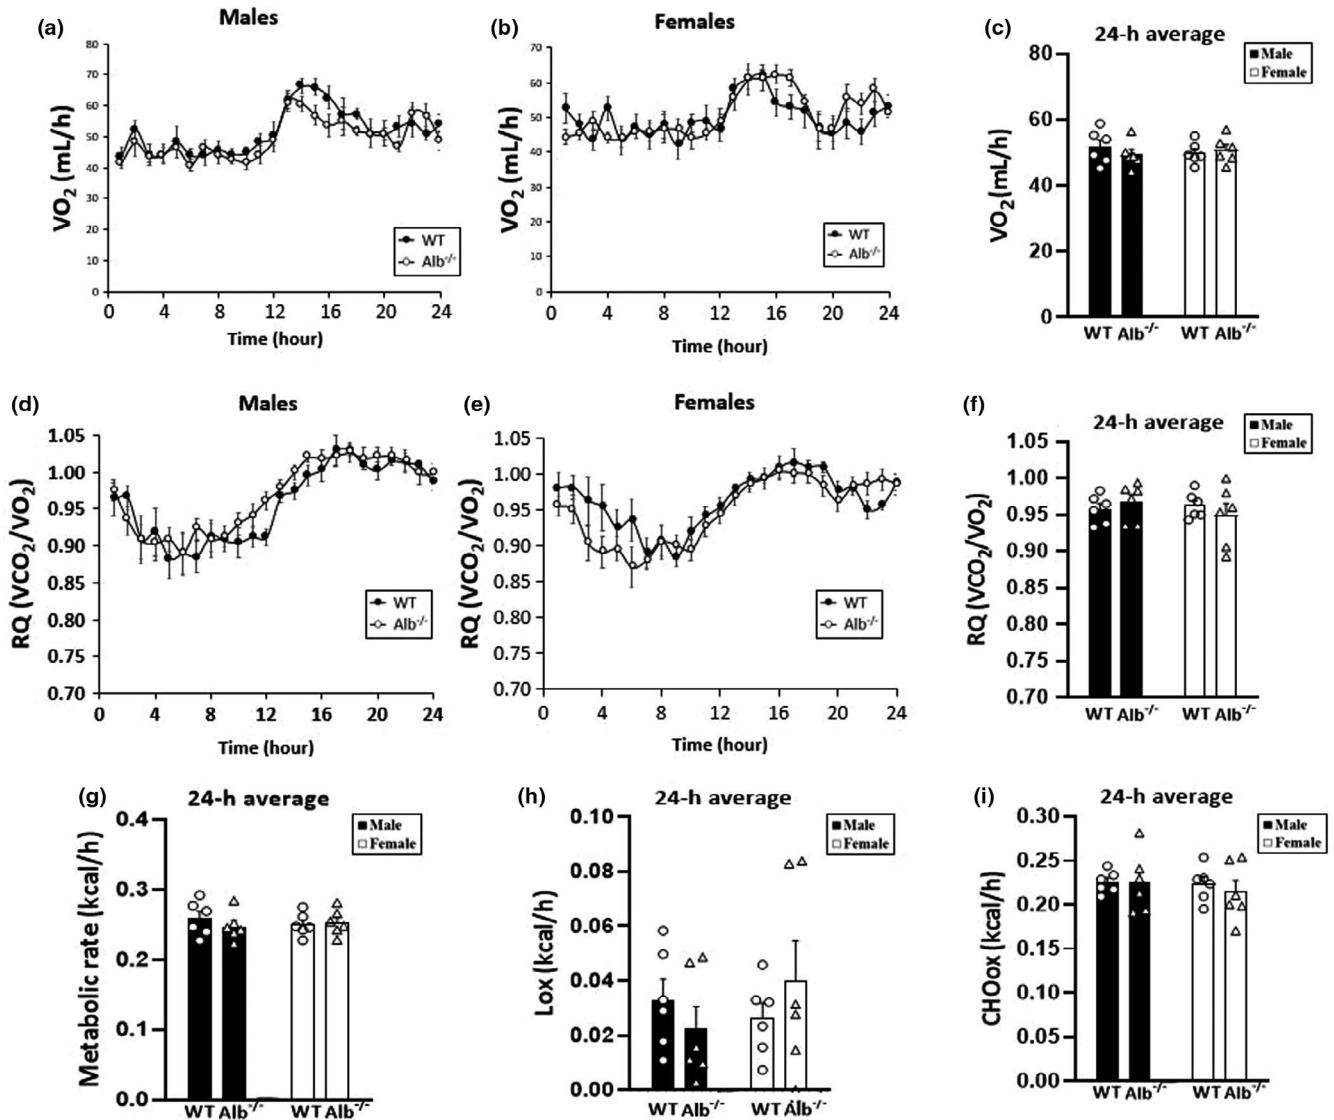 (a)
Males
VO2 (mL/h)
80
70
60
50
40
30
20
10
0
0 4 8 12 16 20 24
Time (hour)
WT
Alb-/-
(b)
Females
VO2 (mL/h)
70
60
50
40
30
20
10
0
0 4 8 12 16 20 24
Time (hour)
WT
Alb-/-
(c)
24-h average
Male
Female
VO2(mL/h)
80
60
40
20
0
WT Alb-/- WT Alb-/-
(d)
Males
RQ (VCO2/VO2)
1.05
1.00
0.95
0.90
0.85
0.80
0.75
0.70
0 4 8 12 16 20 24
Time (hour)
WT
Alb-/-
(e)
Females
RQ (VCO2/VO2)
1.05
1.00
0.95
0.90
0.85
0.80
0.75
0.70
0 4 8 12 16 20 24
Time (hour)
WT
Alb-/-
(f)
24-h average
Male
Female
RQ (VCO2/VO2)
1.05
1.00
0.95
0.90
0.85
0.80
0.75
0.70
WT Alb-/- WT Alb-/-
(g)
24-h average
Male
Female
Metabolic rate (kcal/h)
0.4
0.3
0.2
0.1
0.0
WT Alb-/- WT Alb-/-
(h)
24-h average
Male
Female
Lox (kcal/h)
0.10
0.08
0.06
0.04
0.02
0.00
WT Alb-/- WT Alb-/-
(i)
24-h average
Male
Female
CHOox (kcal/h)
0.30
0.25
0.20
0.15
0.10
0.05
0.00
WT Alb-/- WT Alb-/-